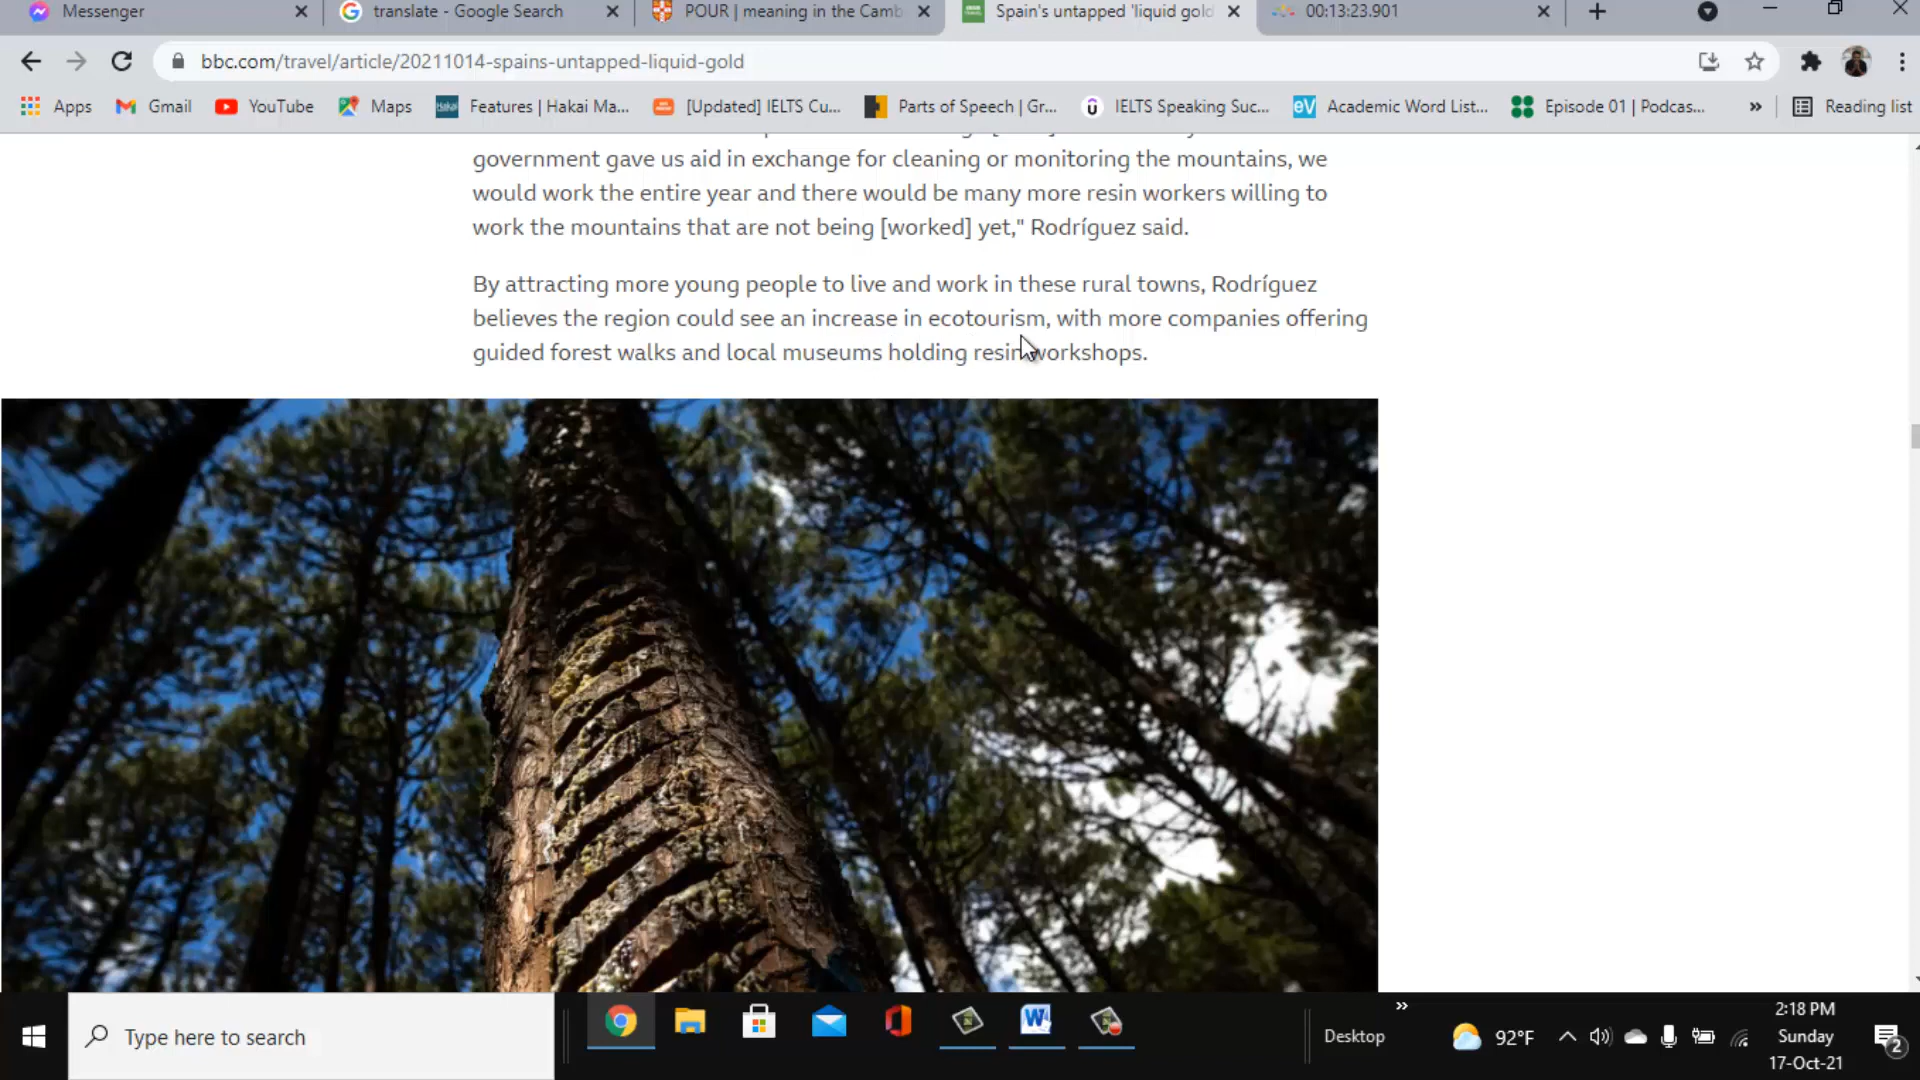 Messenger
translate - Google Search
POUR | meaning in the Camb
Spain's untapped 'liquid gold
00:13:23.901
bbc.com/travel/article/20211014-spains-untapped-liquid-gold
Apps
Gmail
YouTube
Maps
Features | Hakai Ma...
[Updated] IELTS Cu...
Parts of Speech | Gr...
IELTS Speaking Suc...
Academic Word List...
Episode 01 | Podcas...
Reading list
government gave us aid in exchange for cleaning or monitoring the mountains, we
would work the entire year and there would be many more resin workers willing to
work the mountains that are not being [worked] yet," Rodríguez said.
By attracting more young people to live and work in these rural towns, Rodríguez
believes the region could see an increase in ecotourism, with more companies offering
guided forest walks and local museums holding resin workshops.
Type here to search
Desktop
92°F
2:18 PM
Sunday
17-Oct-21
2